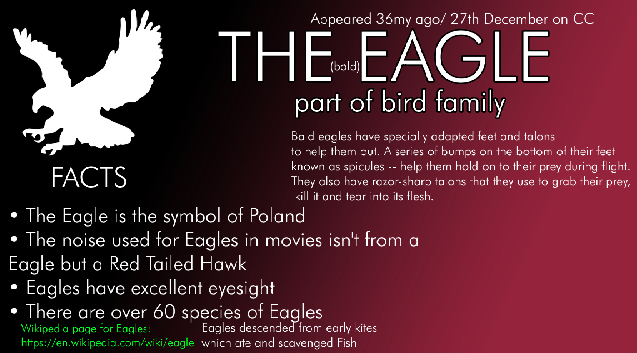 Appeared 36my ago/ 27th December on CC
THE (bald) EAGLE
part of bird family
Bald eagles have specially adapted feet and talons
to help them out. A series of bumps on the bottom of their feet
known as spicules -- help them hold on to their prey during flight.
They also have razor-sharp talons that they use to grab their prey,
kill it and tear into its flesh.
FACTS
• The Eagle is the symbol of Poland
• The noise used for Eagles in movies isn't from a
Eagle but a Red Tailed Hawk
• Eagles have excellent eyesight
• There are over 60 species of Eagles
Wikipedia page for Eagles:
https://en.wikipedia.com/wiki/eagle
Eagles descended from early kites
which ate and scavenged Fish